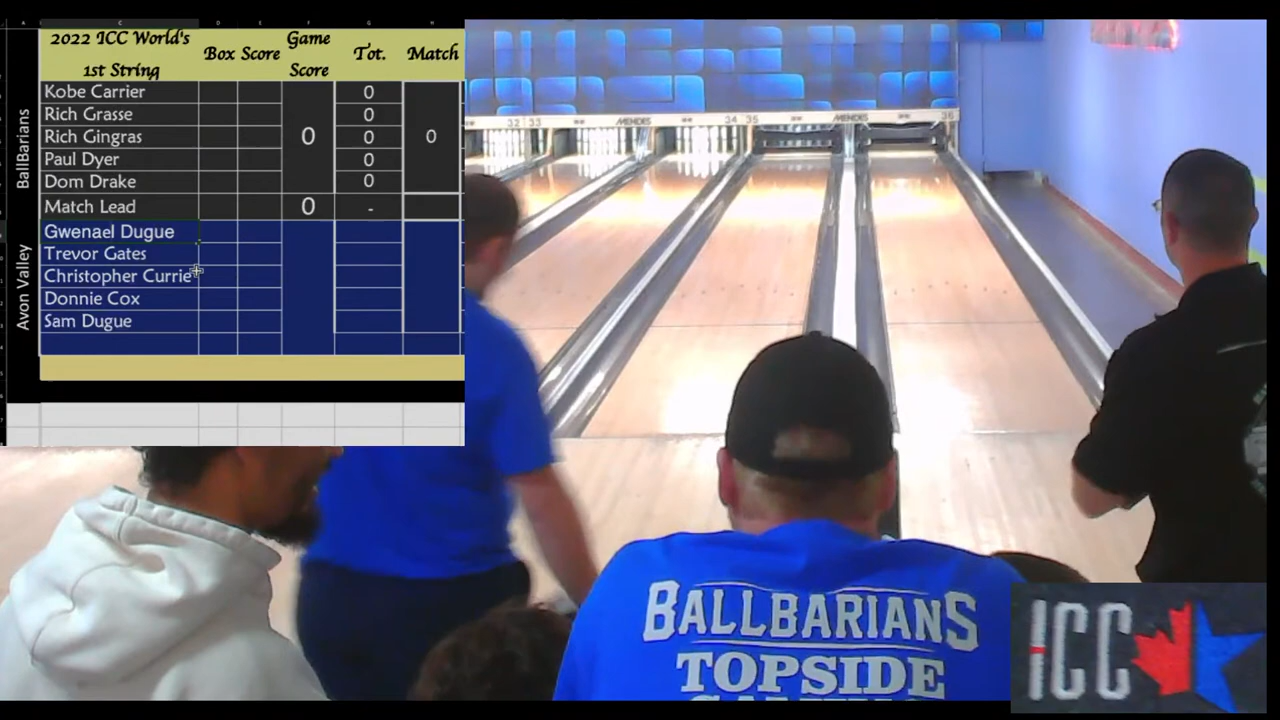 A C D E F G H
2022 ICC World's
1st String
Box Score
Game
Score
Tot.
Match
BallBarians
Kobe Carrier 0
Rich Grasse 0
Rich Gingras 0 0 0
Paul Dyer 0
Dom Drake 0
Match Lead 0 -
Avon Valley
Gwenael Dugue
Trevor Gates
Christopher Currie
Donnie Cox
Sam Dugue
32 33 MENDES 34 35 MENDES 36
BALLBARIANS
TOPSIDE
ICC